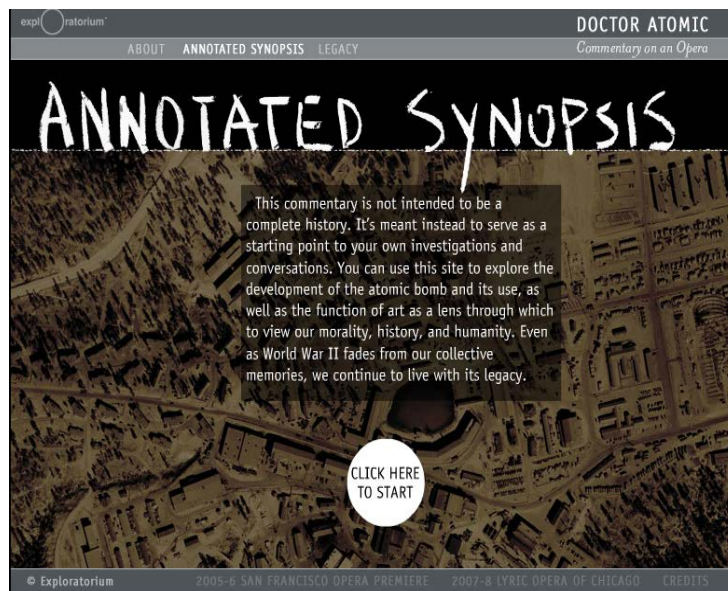 expl ratorium
DOCTOR ATOMIC
ABOUT ANNOTATED SYNOPSIS LEGACY
Commentary on an Opera
ANNOTATED SYNOPSIS
This commentary is not intended to be a
complete history. It's meant instead to serve as a
starting point to your own investigations and
conversations. You can use this site to explore the
development of the atomic bomb and its use, as
well as the function of art as a lens through which
to view our morality, history, and humanity. Even
as World War II fades from our collective
memories, we continue to live with its legacy.
CLICK HERE
TO START
© Exploratorium 2005-6 SAN FRANCISCO OPERA PREMIERE 2007-8 LYRIC OPERA OF CHICAGO CREDITS